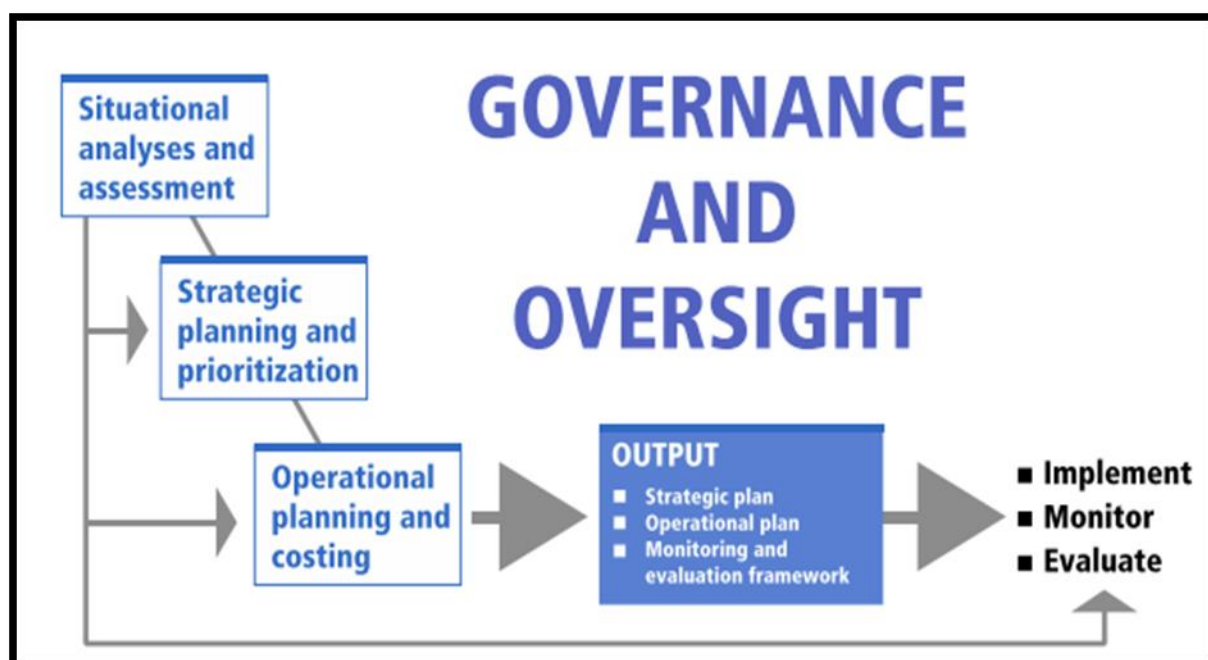 GOVERNANCE
AND
OVERSIGHT
Situational
analyses and
assessment
Strategic
planning and
prioritization
Operational
planning and
costing
OUTPUT
■ Strategic plan
■ Operational plan
■ Monitoring and
evaluation framework
■ Implement
■ Monitor
■ Evaluate